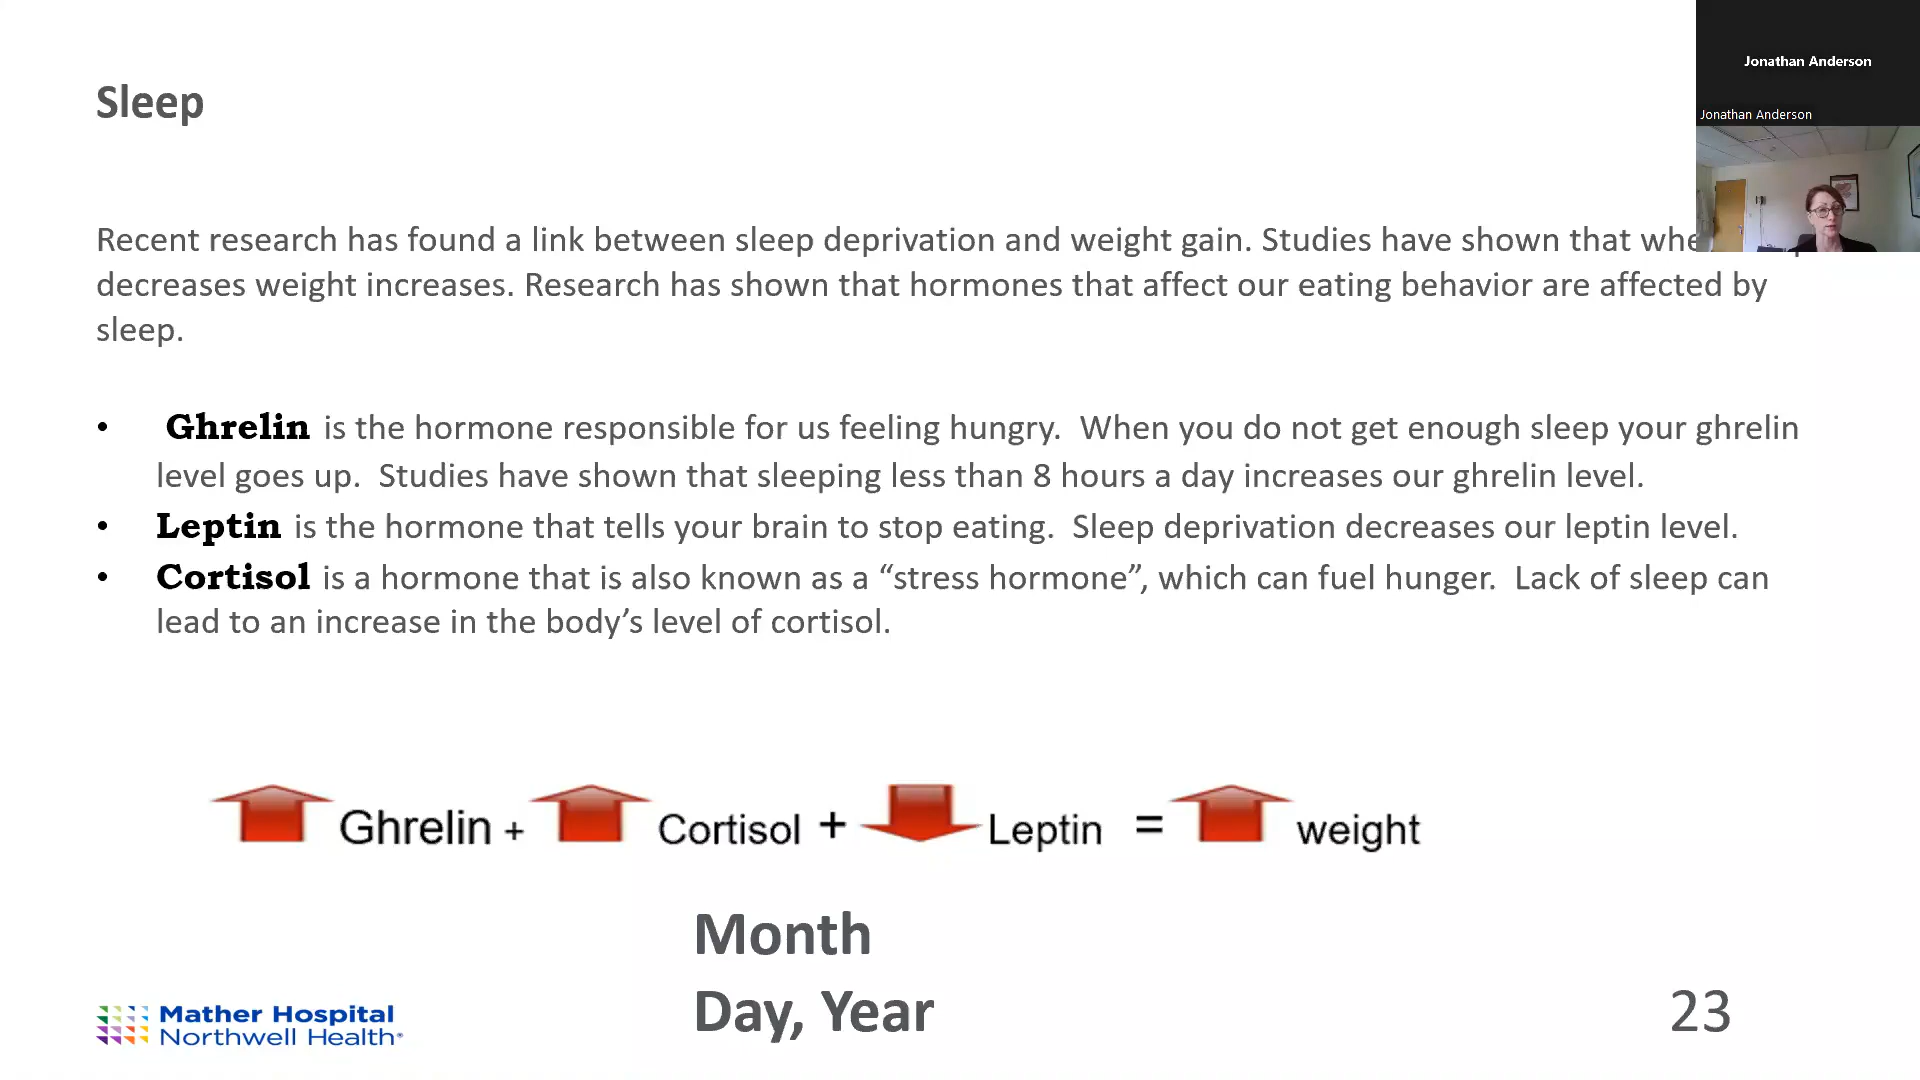 Sleep
Jonathan Anderson
Jonathan Anderson
Recent research has found a link between sleep deprivation and weight gain. Studies have shown that
decreases weight increases. Research has shown that hormones that affect our eating behavior are affected by
sleep.
• Ghrelin is the hormone responsible for us feeling hungry. When you do not get enough sleep your ghrelin
level goes up. Studies have shown that sleeping less than 8 hours a day increases our ghrelin level.
• Leptin is the hormone that tells your brain to stop eating. Sleep deprivation decreases our leptin level.
• Cortisol is a hormone that is also known as a “stress hormone”, which can fuel hunger. Lack of sleep can
lead to an increase in the body’s level of cortisol.
Ghrelin + Cortisol + Leptin = weight
Month
Day, Year
Mather Hospital
Northwell Health®
23